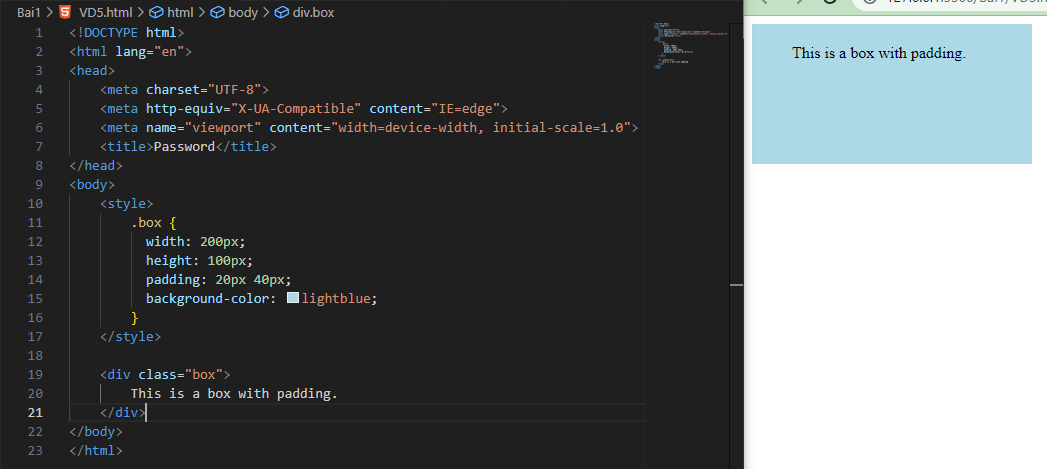 Bai1 > VD5.html > html > body > div.box
1 <!DOCTYPE html>
2 <html lang="en">
3 <head>
4 <meta charset="UTF-8">
5 <meta http-equiv="X-UA-Compatible" content="IE=edge">
6 <meta name="viewport" content="width=device-width, initial-scale=1.0">
7 <title>Password</title>
8 </head>
9 <body>
10 <style>
11 .box {
12 width: 200px;
13 height: 100px;
14 padding: 20px 40px;
15 background-color: lightblue;
16 }
17 </style>
18
19 <div class="box">
20 This is a box with padding.
21 </div>
22 </body>
23 </html>
This is a box with padding.